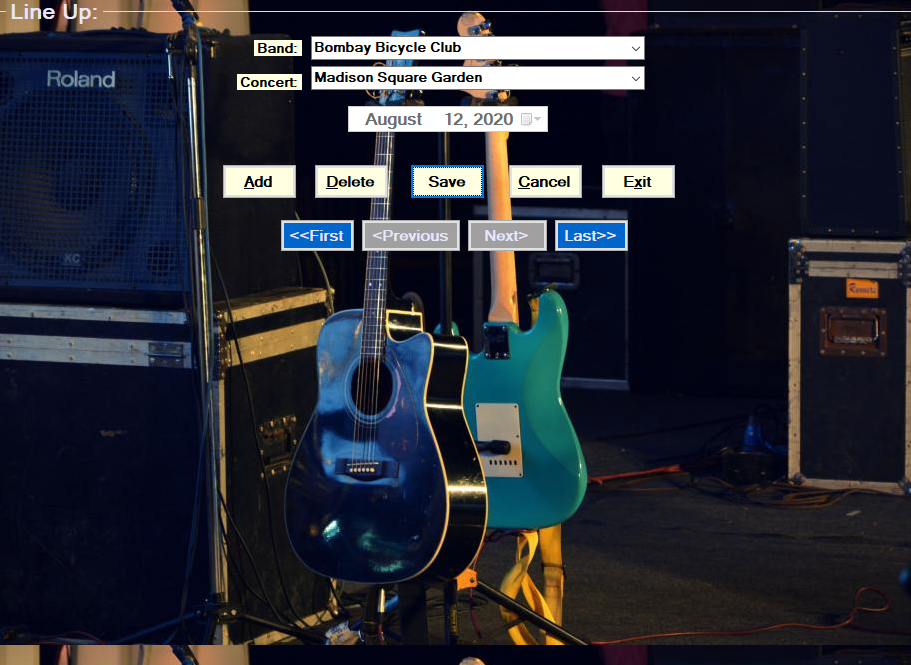 Line Up:
Band: Bombay Bicycle Club
Concert: Madison Square Garden
August 12, 2020
Roland
Add Delete Save Cancel Exit
<<First <Previous Next> Last>>
KC